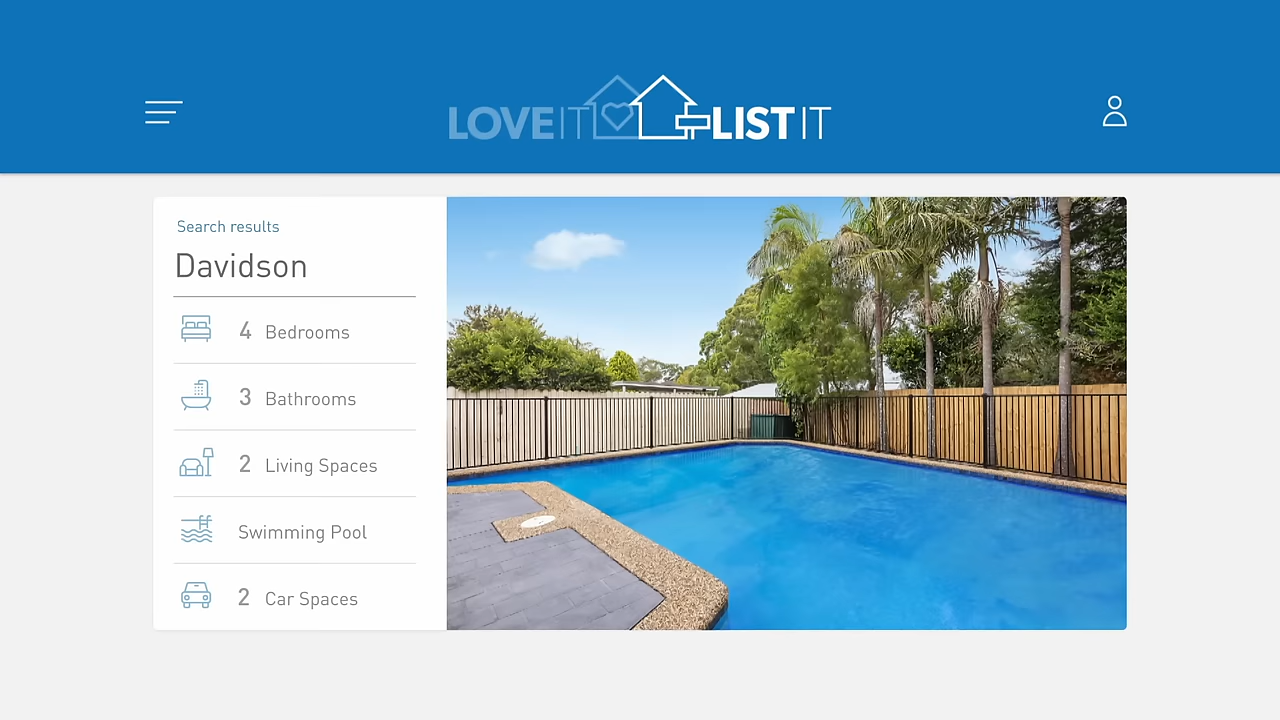 LOVE IT LIST IT
Search results
Davidson
4 Bedrooms
3 Bathrooms
2 Living Spaces
Swimming Pool
2 Car Spaces